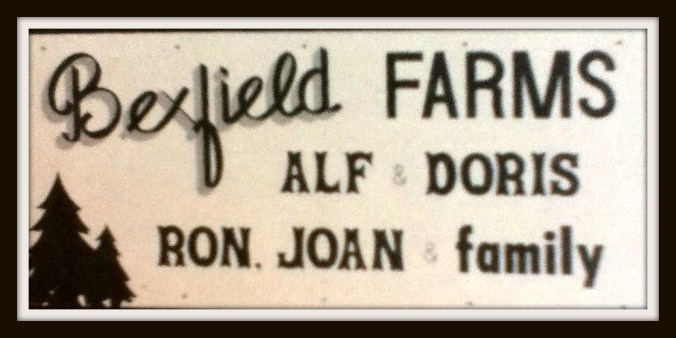 Bexfield FARMS
ALF & DORIS
RON. JOAN & family